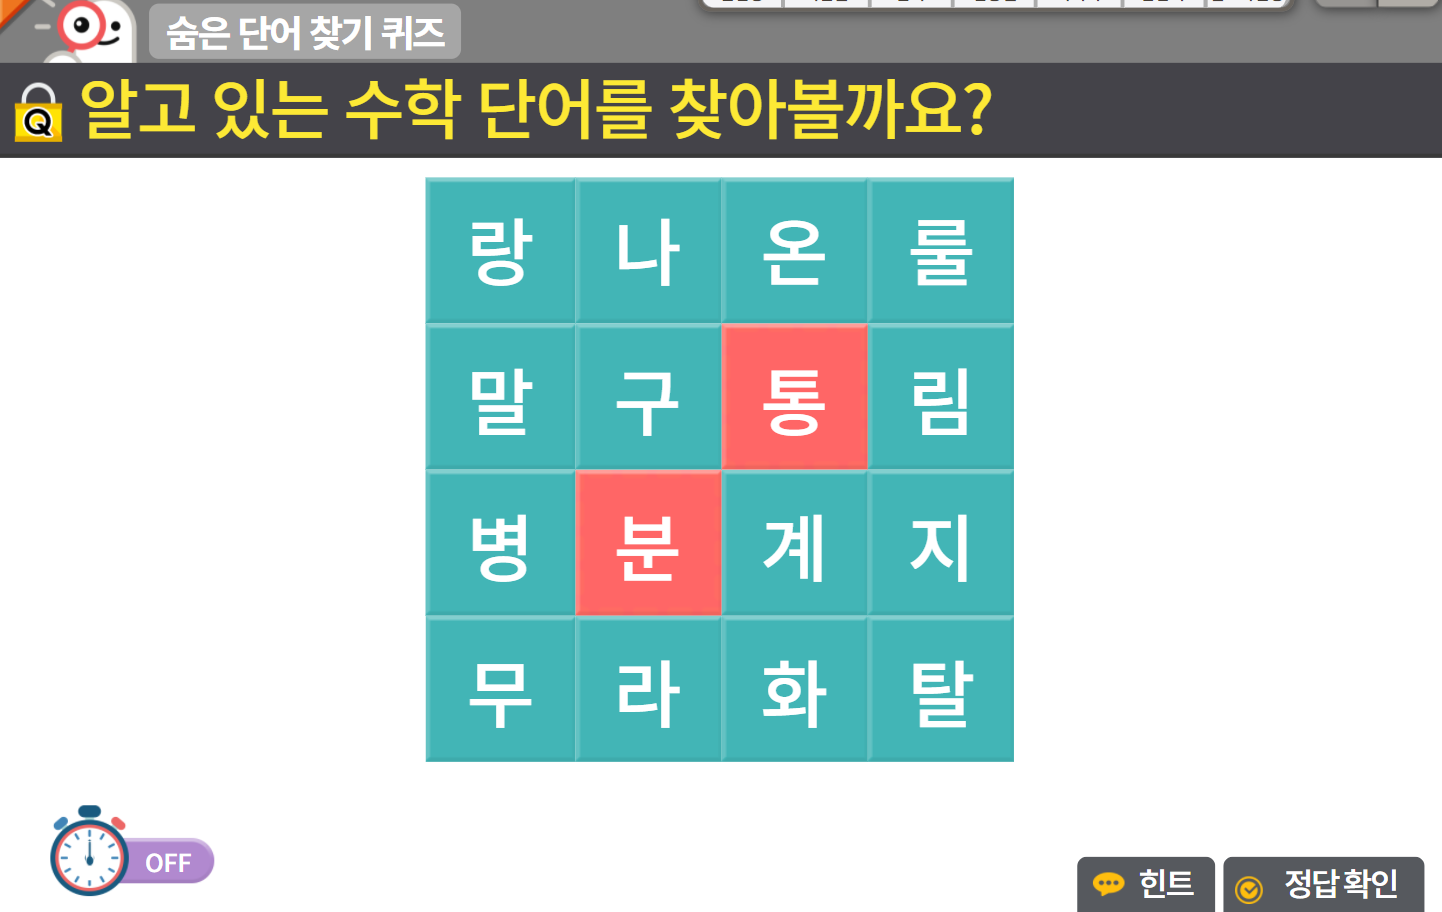 숨은 단어 찾기 퀴즈
Q 알고 있는 수학 단어를 찾아볼까요?
랑 나 온 룰
말 구 통 림
병 분 계 지
무 라 화 탈
OFF
힌트 정답 확인